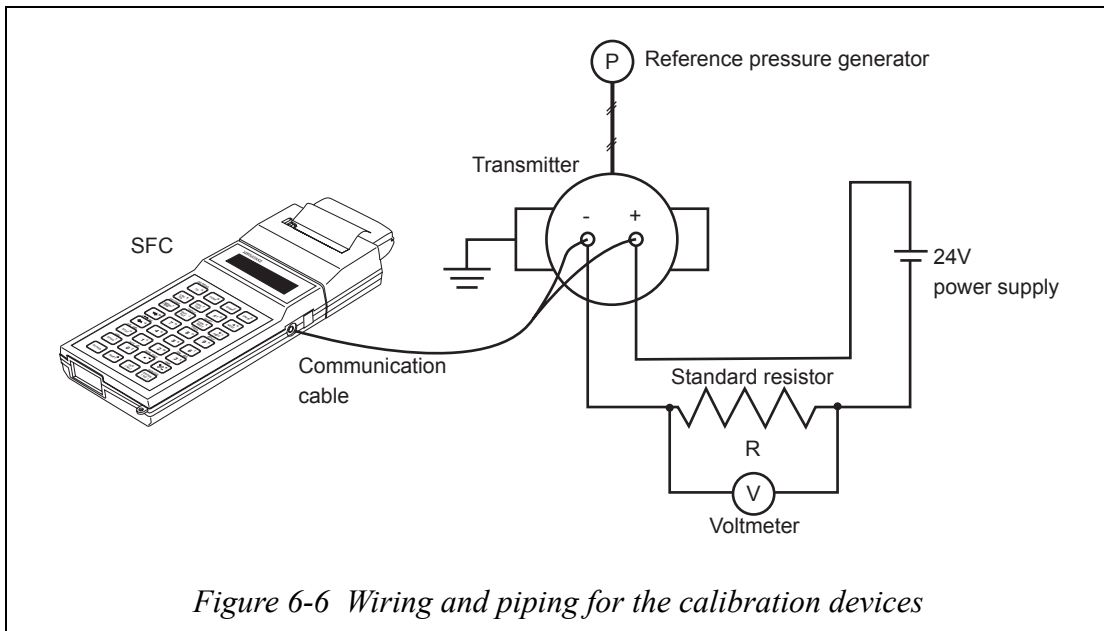 P
Reference pressure generator
Transmitter
- +
SFC
24V
power supply
Communication
cable
Standard resistor
R
V
Voltmeter
Figure 6-6 Wiring and piping for the calibration devices